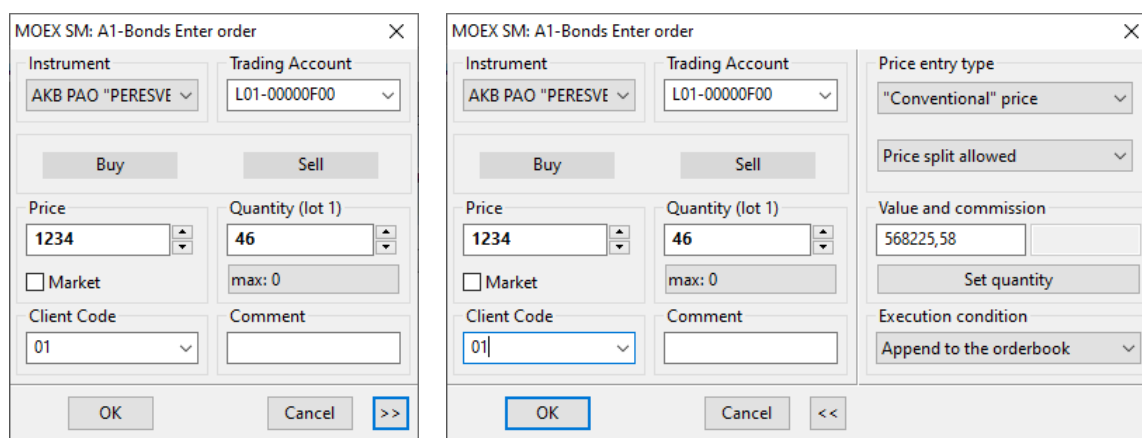 MOEX SM: A1-Bonds Enter order
Instrument
Trading Account
AKB PAO "PERESVE
L01-00000F00
Buy
Sell
Price
Quantity (lot 1)
1234
46
Market
max: 0
Client Code
Comment
01
OK
Cancel
>>
MOEX SM: A1-Bonds Enter order
Instrument
Trading Account
Price entry type
AKB PAO "PERESVE
L01-00000F00
"Conventional" price
Buy
Sell
Price split allowed
Price
Quantity (lot 1)
Value and commission
1234
46
568225,58
Market
max: 0
Set quantity
Client Code
Comment
Execution condition
01
Append to the orderbook
OK
Cancel
<<